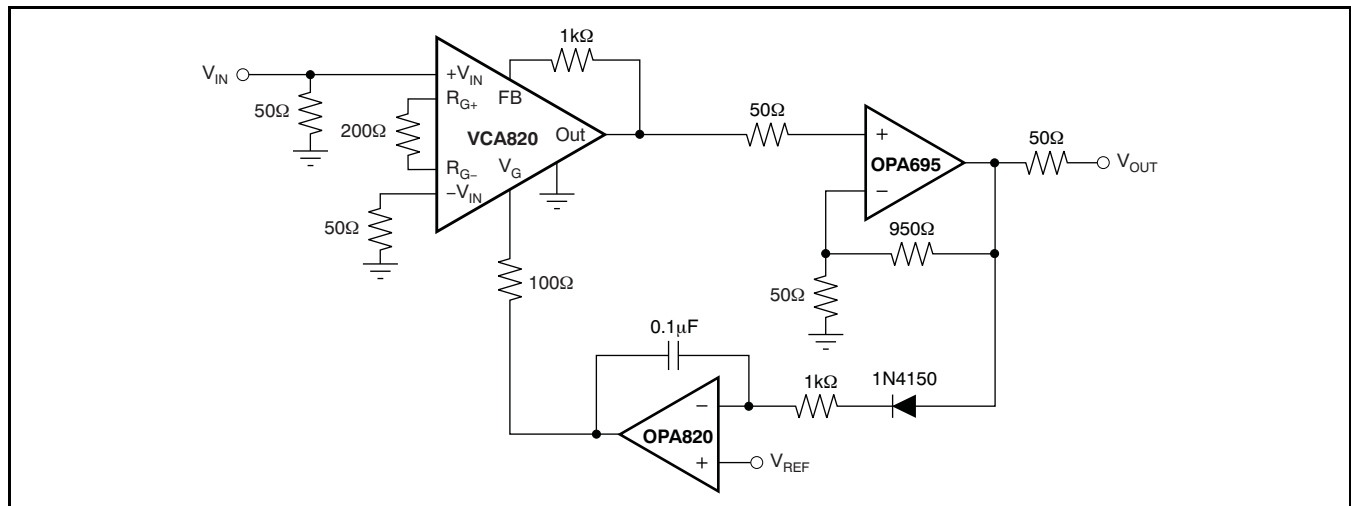 1kΩ
V_IN
+V_IN
50Ω
R_G+
FB
200Ω
VCA820
Out
R_G−
V_G
−V_IN
50Ω
50Ω
+
OPA695
−
50Ω
V_OUT
950Ω
50Ω
100Ω
0.1μF
1kΩ
1N4150
−
OPA820
+
V_REF